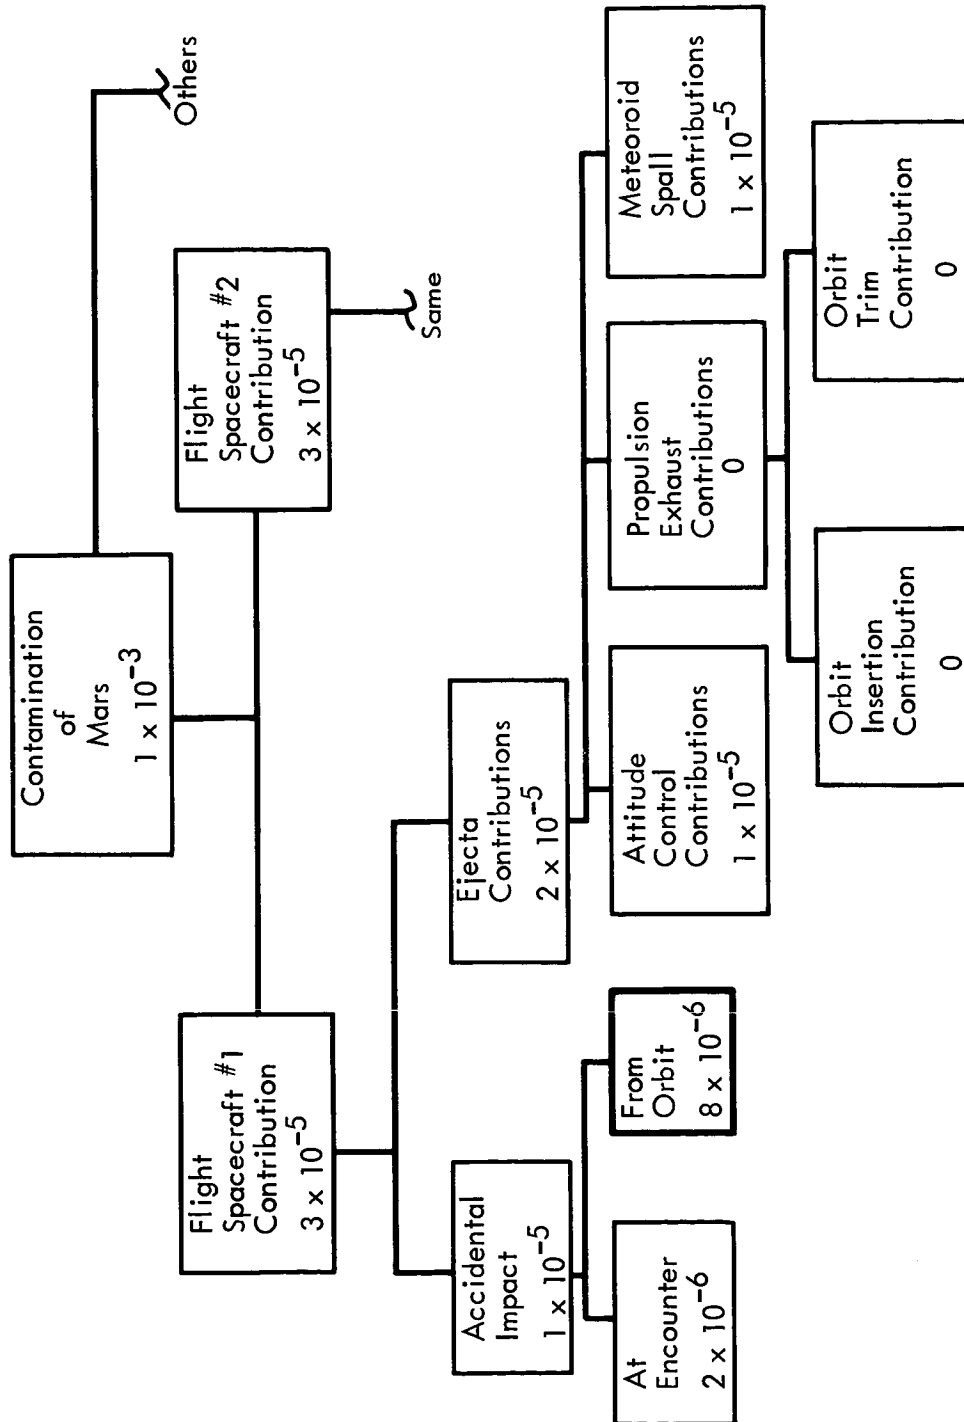 Contamination
of
Mars
1 x 10⁻³
Others
Flight
Spacecraft #1
Contribution
3 x 10⁻⁵
Flight
Spacecraft #2
Contribution
3 x 10⁻⁵
Same
Accidental
Impact
1 x 10⁻⁵
Ejecta
Contributions
2 x 10⁻⁵
At
Encounter
2 x 10⁻⁶
From
Orbit
8 x 10⁻⁶
Attitude
Control
Contributions
1 x 10⁻⁵
Propulsion
Exhaust
Contributions
0
Meteoroid
Spall
Contributions
1 x 10⁻⁵
Orbit
Insertion
Contribution
0
Orbit
Trim
Contribution
0